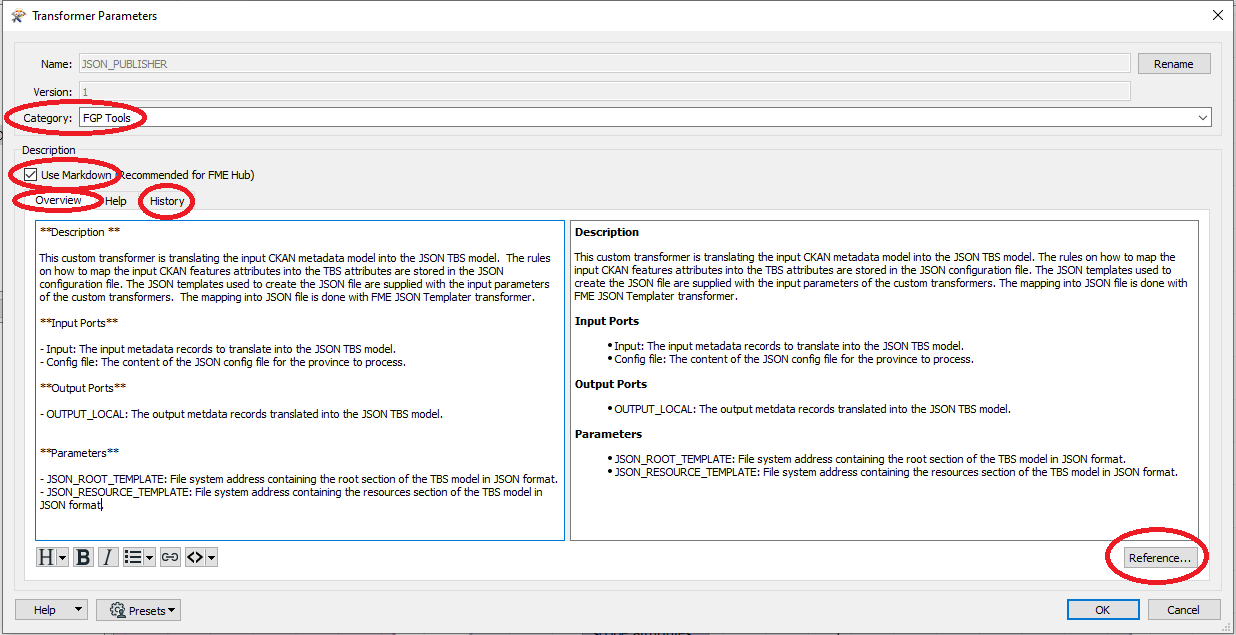 Transformer Parameters
Name: JSON_PUBLISHER Rename
Version: 1
Category: FGP Tools
Description
Use Markdown (Recommended for FME Hub)
Overview Help History
**Description **
This custom transformer is translating the input CKAN metadata model into the JSON TBS model. The rules
on how to map the input CKAN features attributes into the TBS attributes are stored in the JSON
configuration file. The JSON templates used to create the JSON file are supplied with the input parameters
of the custom transformers. The mapping into JSON file is done with FME JSON Templater transformer.
**Input Ports**
- Input: The input metadata records to translate into the JSON TBS model.
- Config file: The content of the JSON config file for the province to process.
**Output Ports**
- OUTPUT_LOCAL: The output metdata records translated into the JSON TBS model.
**Parameters**
- JSON_ROOT_TEMPLATE: File system address containing the root section of the TBS model in JSON format.
- JSON_RESOURCE_TEMPLATE: File system address containing the resources section of the TBS model in
JSON format.
Description
This custom transformer is translating the input CKAN metadata model into the JSON TBS model. The rules on how to map the
input CKAN features attributes into the TBS attributes are stored in the JSON configuration file. The JSON templates used to
create the JSON file are supplied with the input parameters of the custom transformers. The mapping into JSON file is done with
FME JSON Templater transformer.
Input Ports
• Input: The input metadata records to translate into the JSON TBS model.
• Config file: The content of the JSON config file for the province to process.
Output Ports
• OUTPUT_LOCAL: The output metdata records translated into the JSON TBS model.
Parameters
• JSON_ROOT_TEMPLATE: File system address containing the root section of the TBS model in JSON format.
• JSON_RESOURCE_TEMPLATE: File system address containing the resources section of the TBS model in JSON format.
H B I <> Reference...
Help Presets OK Cancel